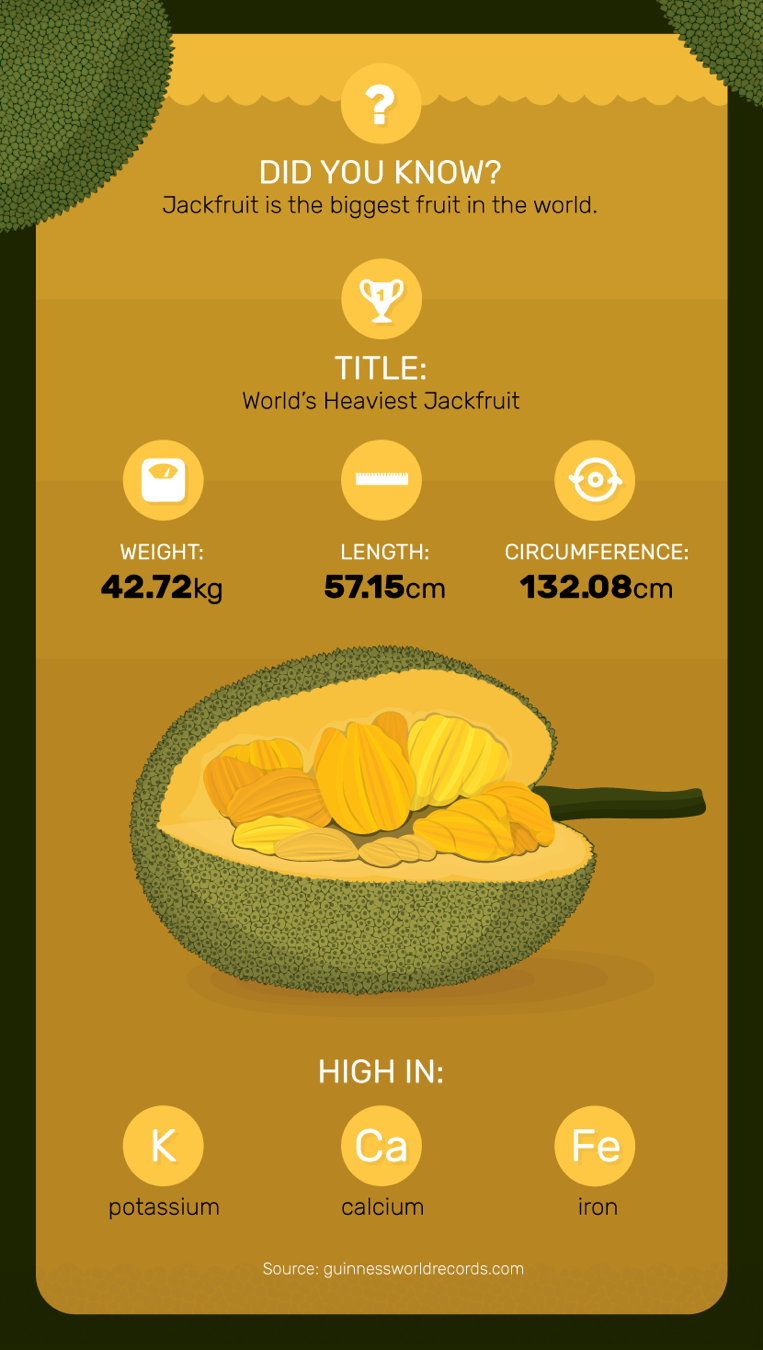 ?
DID YOU KNOW?
Jackfruit is the biggest fruit in the world.
1
TITLE:
World’s Heaviest Jackfruit
WEIGHT: LENGTH: CIRCUMFERENCE:
42.72kg 57.15cm 132.08cm
HIGH IN:
K Ca Fe
potassium calcium iron
Source: guinnessworldrecords.com